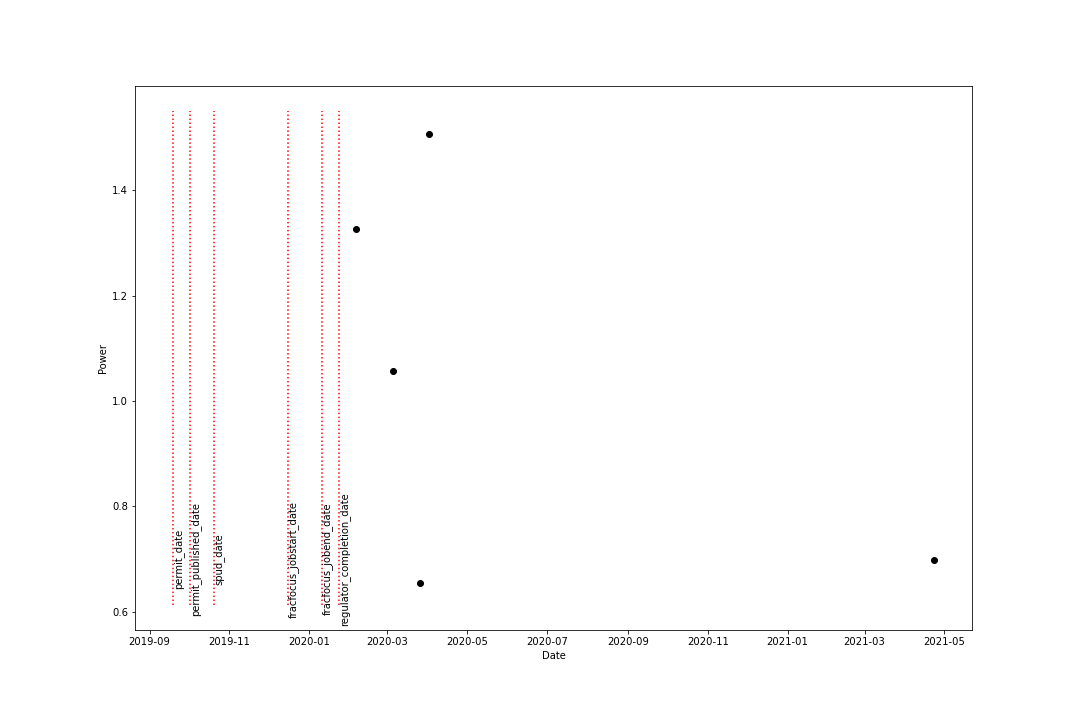 1.4
1.2
1.0
0.8
0.6
Power
permit_date
permit_published_date
spud_date
fracfocus_jobstart_date
fracfocus_jobend_date
regulator_completion_date
2019-09 2019-11 2020-01 2020-03 2020-05 2020-07 2020-09 2020-11 2021-01 2021-03 2021-05
Date